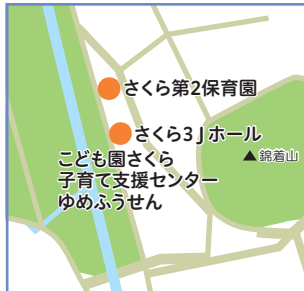 さくら第2保育園
さくら3Jホール
こども園さくら
子育て支援センター
ゆめふうせん
▲錦着山